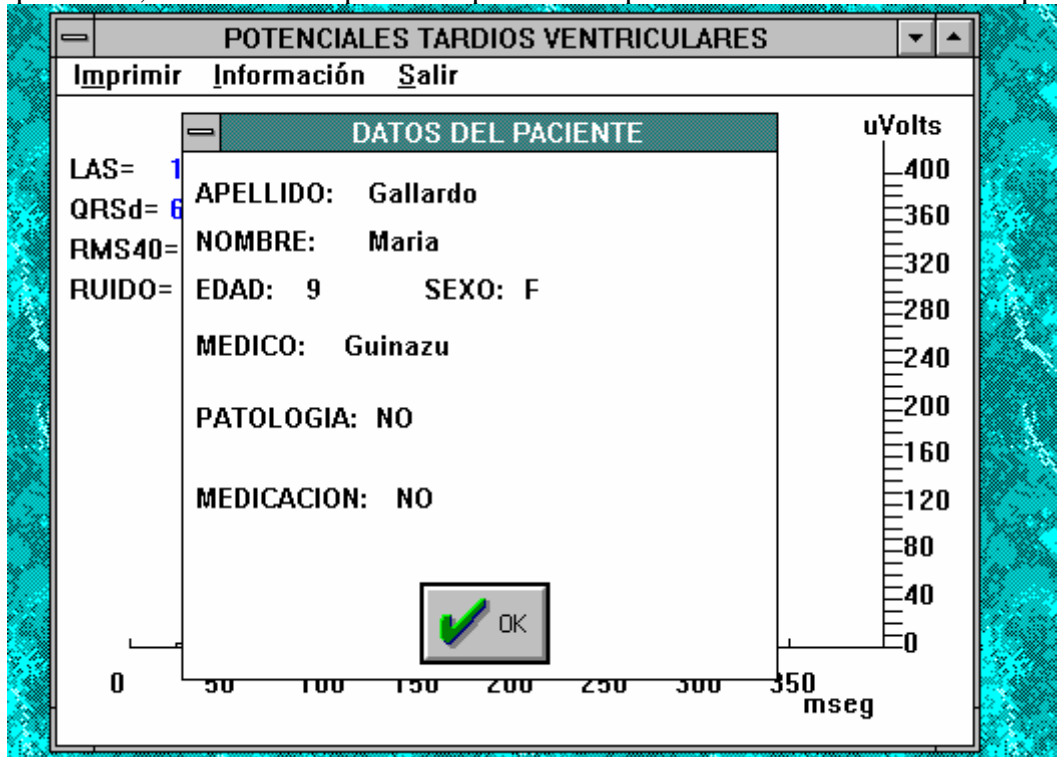 POTENCIALES TARDIOS VENTRICULARES
Imprimir Información Salir
DATOS DEL PACIENTE
uVolts
LAS= 1
QRSd= 6
RMS40=
RUIDO=
APELLIDO: Gallardo
NOMBRE: Maria
EDAD: 9 SEXO: F
MEDICO: Guinazu
PATOLOGIA: NO
MEDICACION: NO
OK
400
360
320
280
240
200
160
120
80
40
0
0 50 100 150 200 250 300 350
mseg